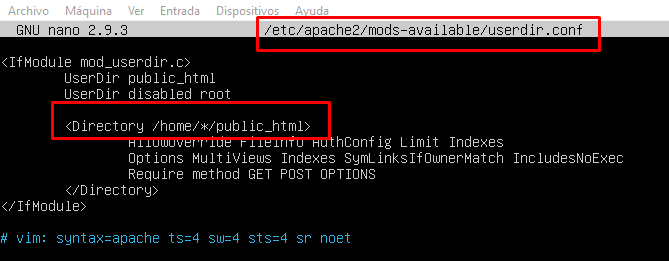 Archivo Máquina Ver Entrada Dispositivos Ayuda
GNU nano 2.9.3 /etc/apache2/mods-available/userdir.conf
<IfModule mod_userdir.c>
UserDir public_html
UserDir disabled root
<Directory /home/*/public_html>
AllowOverride FileInfo AuthConfig Limit Indexes
Options MultiViews Indexes SymLinksIfOwnerMatch IncludesNoExec
Require method GET POST OPTIONS
</Directory>
</IfModule>
# vim: syntax=apache ts=4 sw=4 sts=4 sr noet